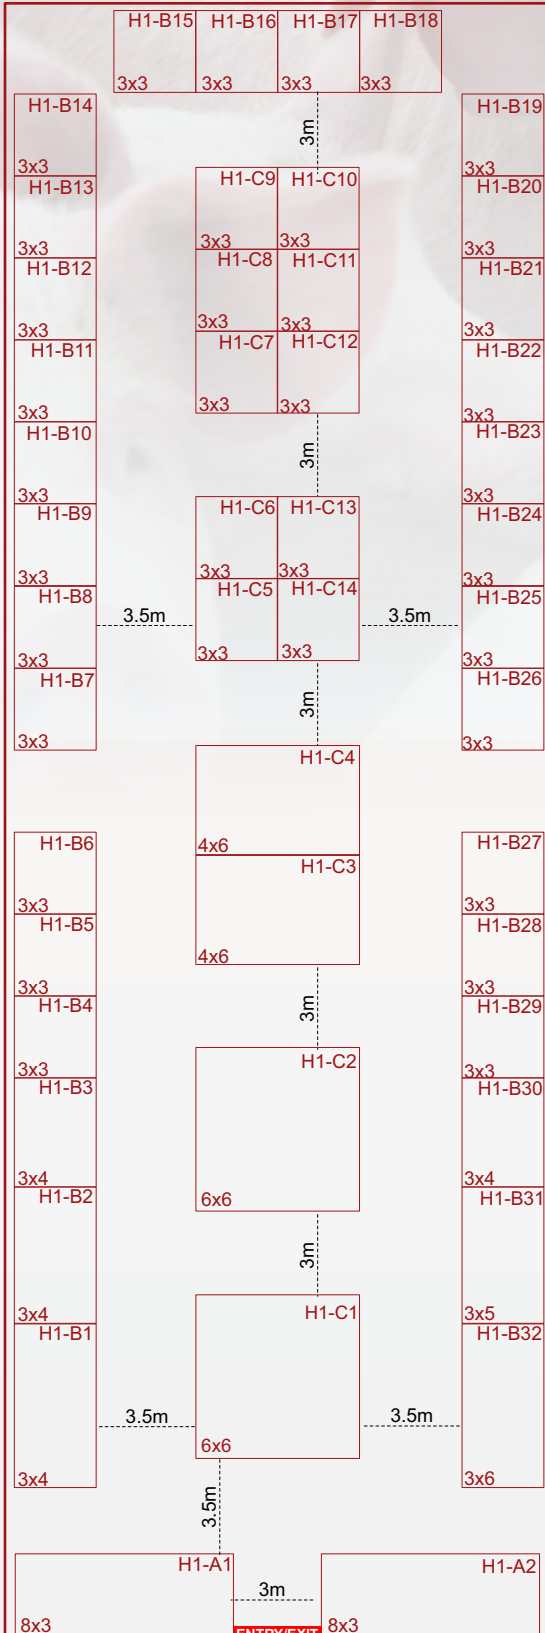 H1-B15 H1-B16 H1-B17 H1-B18
3x3 3x3 3x3 3x3
H1-B14 H1-B19
3m
3x3 3x3
H1-B13 H1-C9 H1-C10 H1-B20
3x3 3x3 3x3 3x3
H1-B12 H1-C8 H1-C11 H1-B21
3x3 3x3 3x3 3x3
H1-B11 H1-C7 H1-C12 H1-B22
3x3 3x3 3x3 3x3
H1-B10 H1-B23
3m
3x3 3x3
H1-B9 H1-C6 H1-C13 H1-B24
3x3 3x3 3x3 3x3
H1-B8 H1-C5 H1-C14 H1-B25
3.5m 3.5m
3x3 3x3 3x3 3x3
H1-B7 H1-B26
3m
3x3 3x3
H1-C4
H1-B6 H1-B27
4x6
H1-C3
3x3 3x3
H1-B5 H1-B28
4x6
3x3 3x3
H1-B4 H1-B29
3m
3x3 3x3
H1-C2
H1-B3 H1-B30
3x4 3x4
H1-B2 6x6 H1-B31
3m
3x4 H1-C1 3x5
H1-B1 H1-B32
3.5m 3.5m
6x6
3x4 3x6
3.5m
H1-A1 H1-A2
3m
8x3 8x3
ENTRY/EXIT